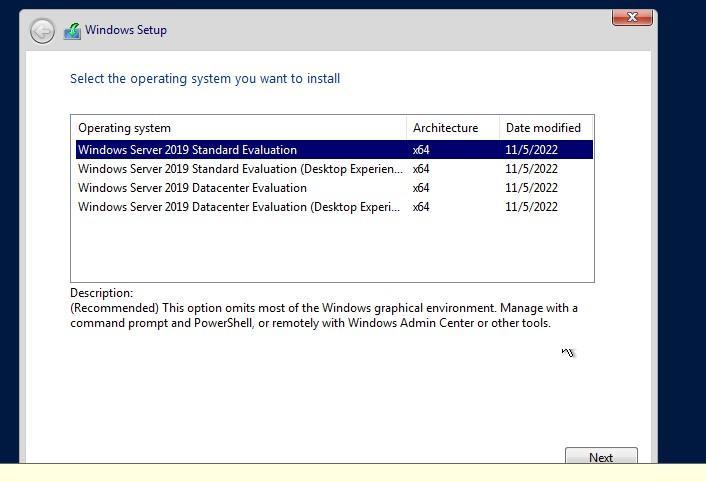 Windows Setup
Select the operating system you want to install
Operating system Architecture Date modified
Windows Server 2019 Standard Evaluation x64 11/5/2022
Windows Server 2019 Standard Evaluation (Desktop Experien... x64 11/5/2022
Windows Server 2019 Datacenter Evaluation x64 11/5/2022
Windows Server 2019 Datacenter Evaluation (Desktop Experi... x64 11/5/2022
Description:
(Recommended) This option omits most of the Windows graphical environment. Manage with a
command prompt and PowerShell, or remotely with Windows Admin Center or other tools.
Next